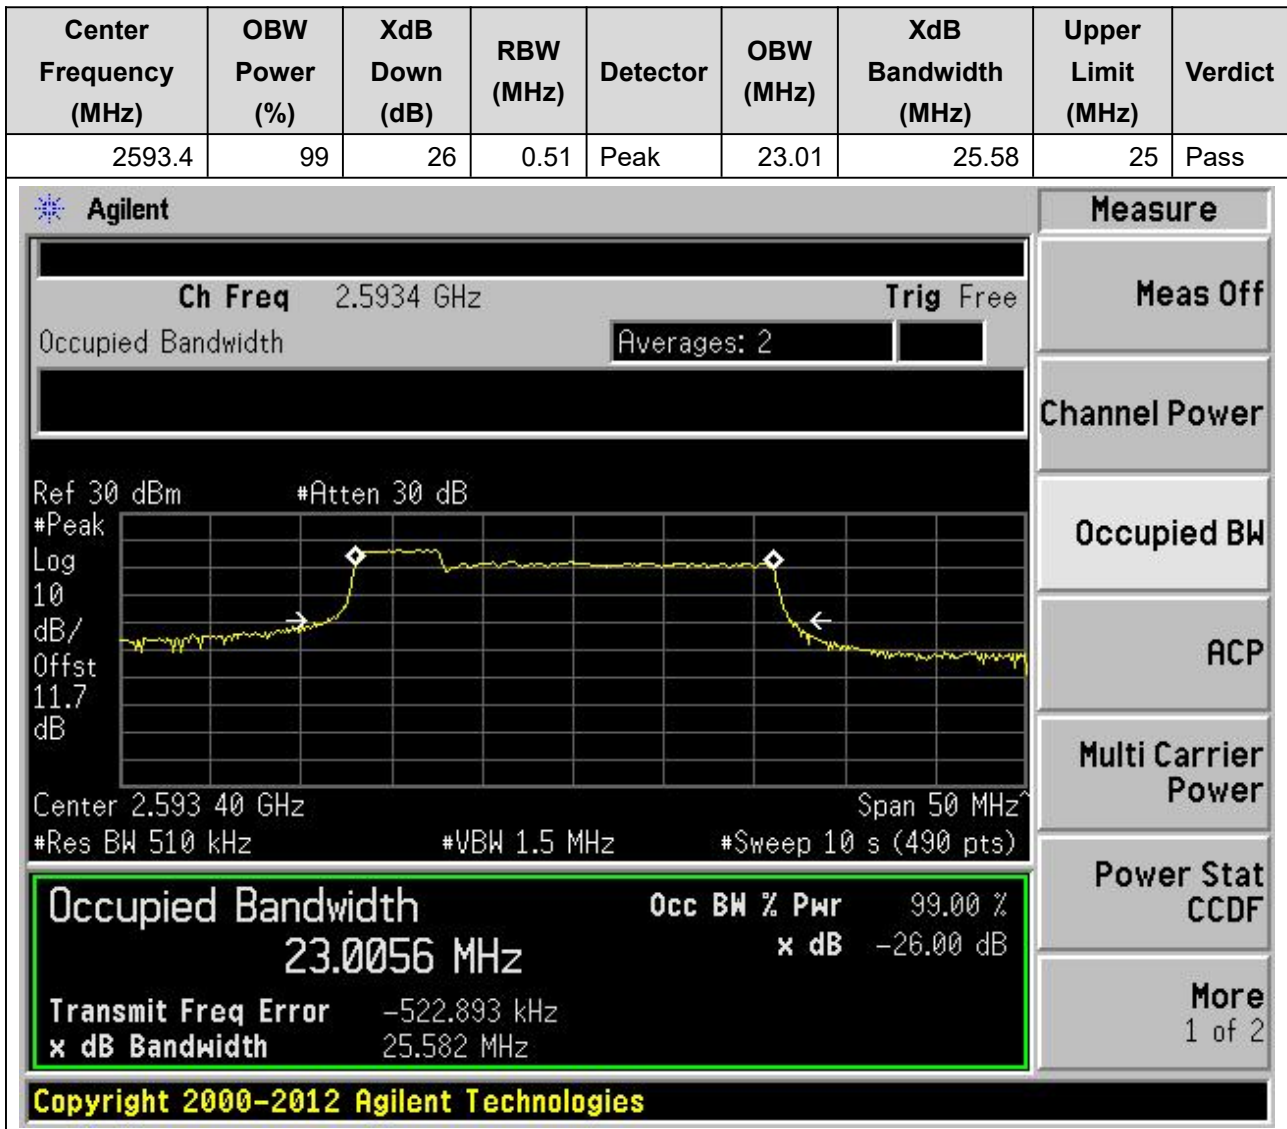 Center Frequency (MHz) OBW Power (%) XdB Down (dB) RBW (MHz) Detector OBW (MHz) XdB Bandwidth (MHz) Upper Limit (MHz) Verdict
2593.4 99 26 0.51 Peak 23.01 25.58 25 Pass
Agilent
Measure
Ch Freq 2.5934 GHz Trig Free
Meas Off
Occupied Bandwidth Averages: 2
Channel Power
Ref 30 dBm #Atten 30 dB
#Peak
Occupied BW
Log
10
dB/
Offst
ACP
11.7
dB
Multi Carrier
Power
Center 2.593 40 GHz Span 50 MHz^
#Res BW 510 kHz #VBW 1.5 MHz #Sweep 10 s (490 pts)
Power Stat
CCDF
Occupied Bandwidth Occ BW % Pwr 99.00 %
23.0056 MHz x dB -26.00 dB
Transmit Freq Error -522.893 kHz
x dB Bandwidth 25.582 MHz
More
1 of 2
Copyright 2000-2012 Agilent Technologies